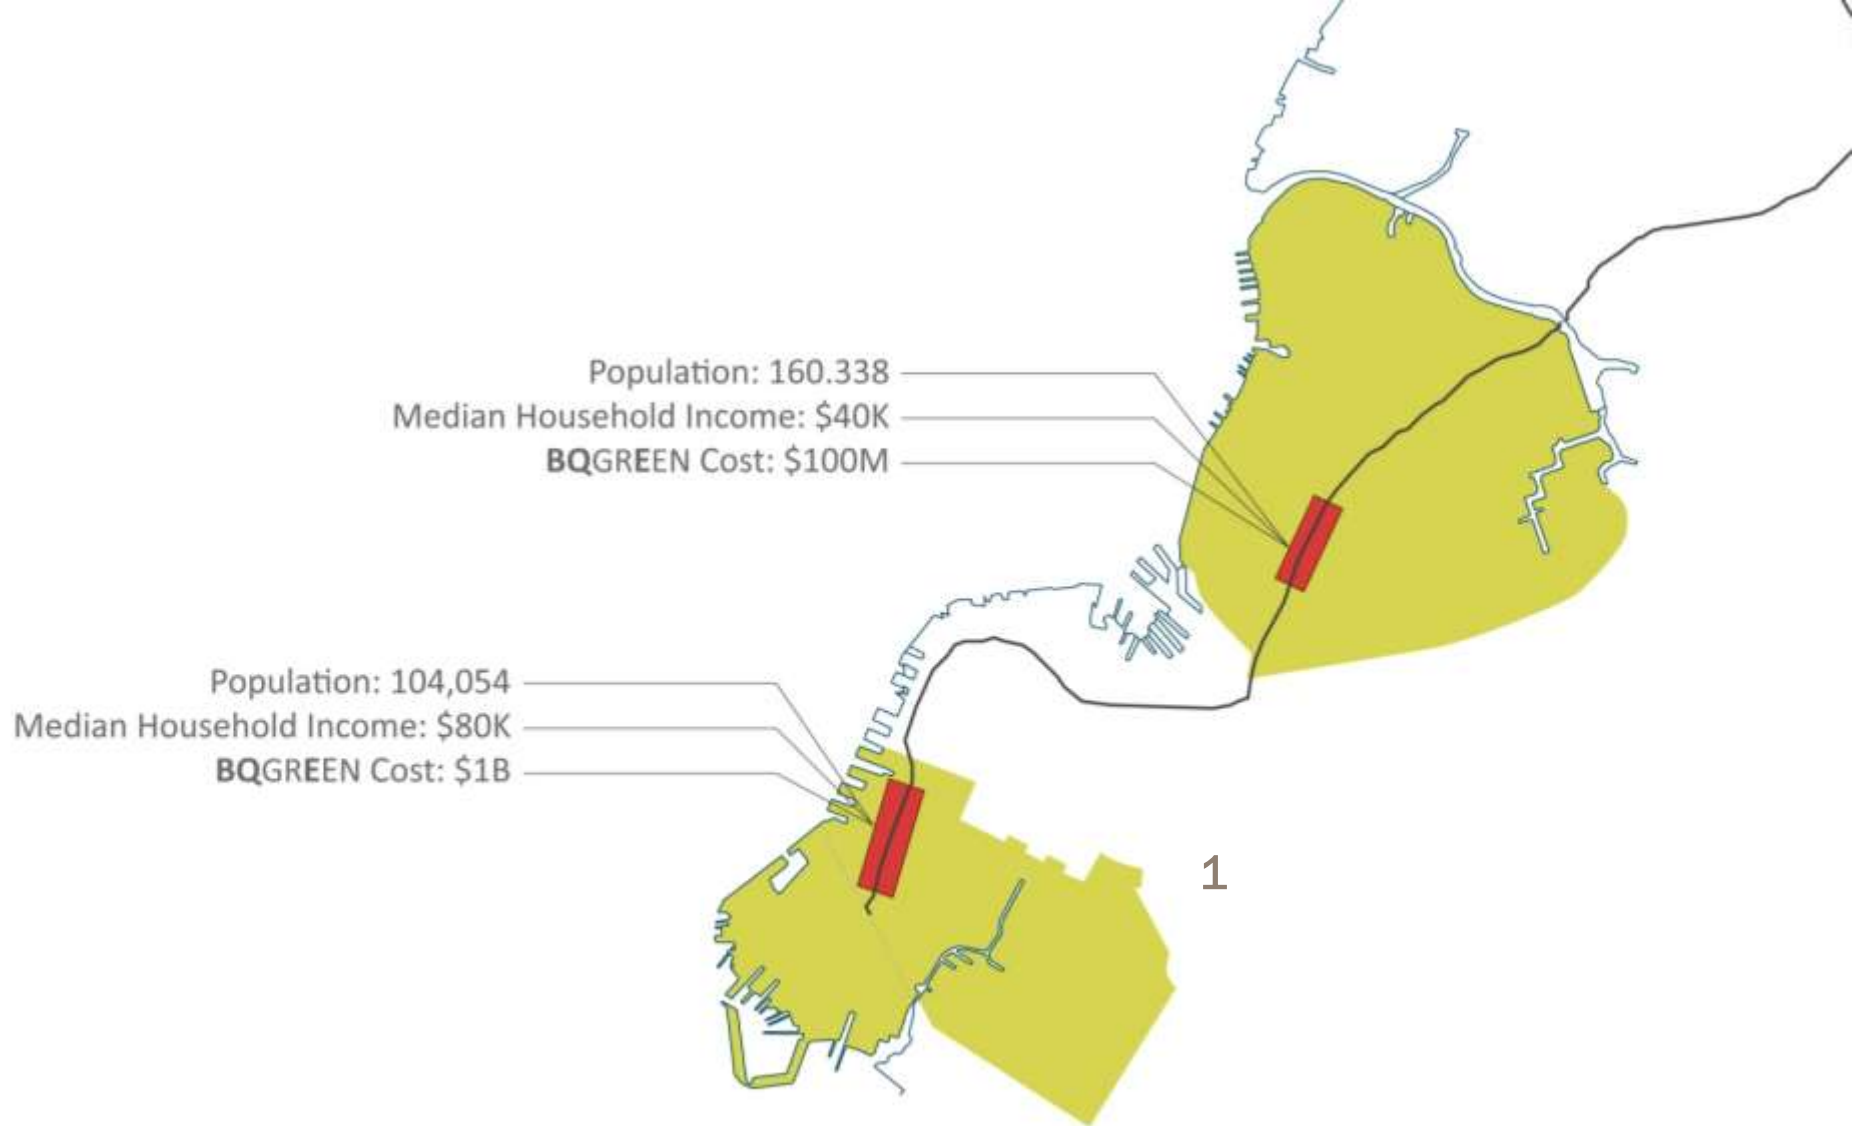 Population: 160.338
Median Household Income: $40K
BQGREEN Cost: $100M
Population: 104,054
Median Household Income: $80K
BQGREEN Cost: $1B
1